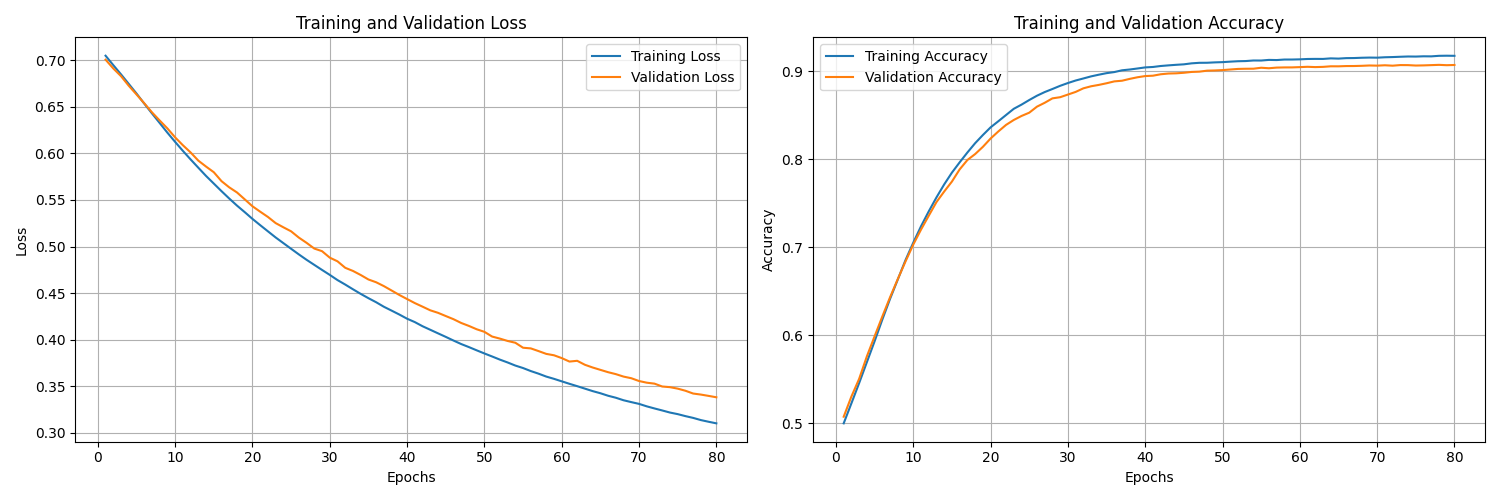 Training and Validation Loss
Training Loss
Validation Loss
0.70
0.65
0.60
0.55
0.50
0.45
0.40
0.35
0.30
Loss
0 10 20 30 40 50 60 70 80
Epochs
Training and Validation Accuracy
Training Accuracy
Validation Accuracy
0.9
0.8
0.7
0.6
0.5
Accuracy
0 10 20 30 40 50 60 70 80
Epochs